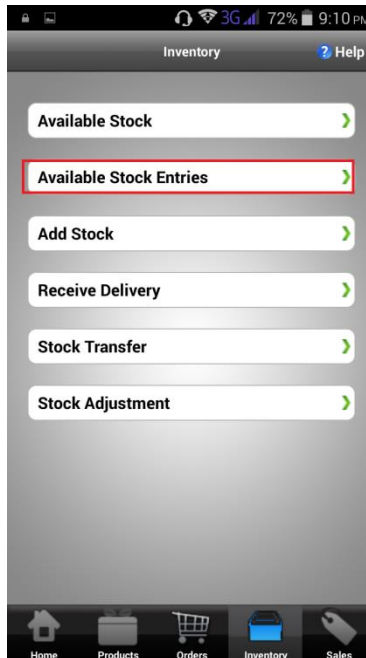 3G 72% 9:10 PM
Inventory ? Help
Available Stock
Available Stock Entries
Add Stock
Receive Delivery
Stock Transfer
Stock Adjustment
Home Products Orders Inventory Sales